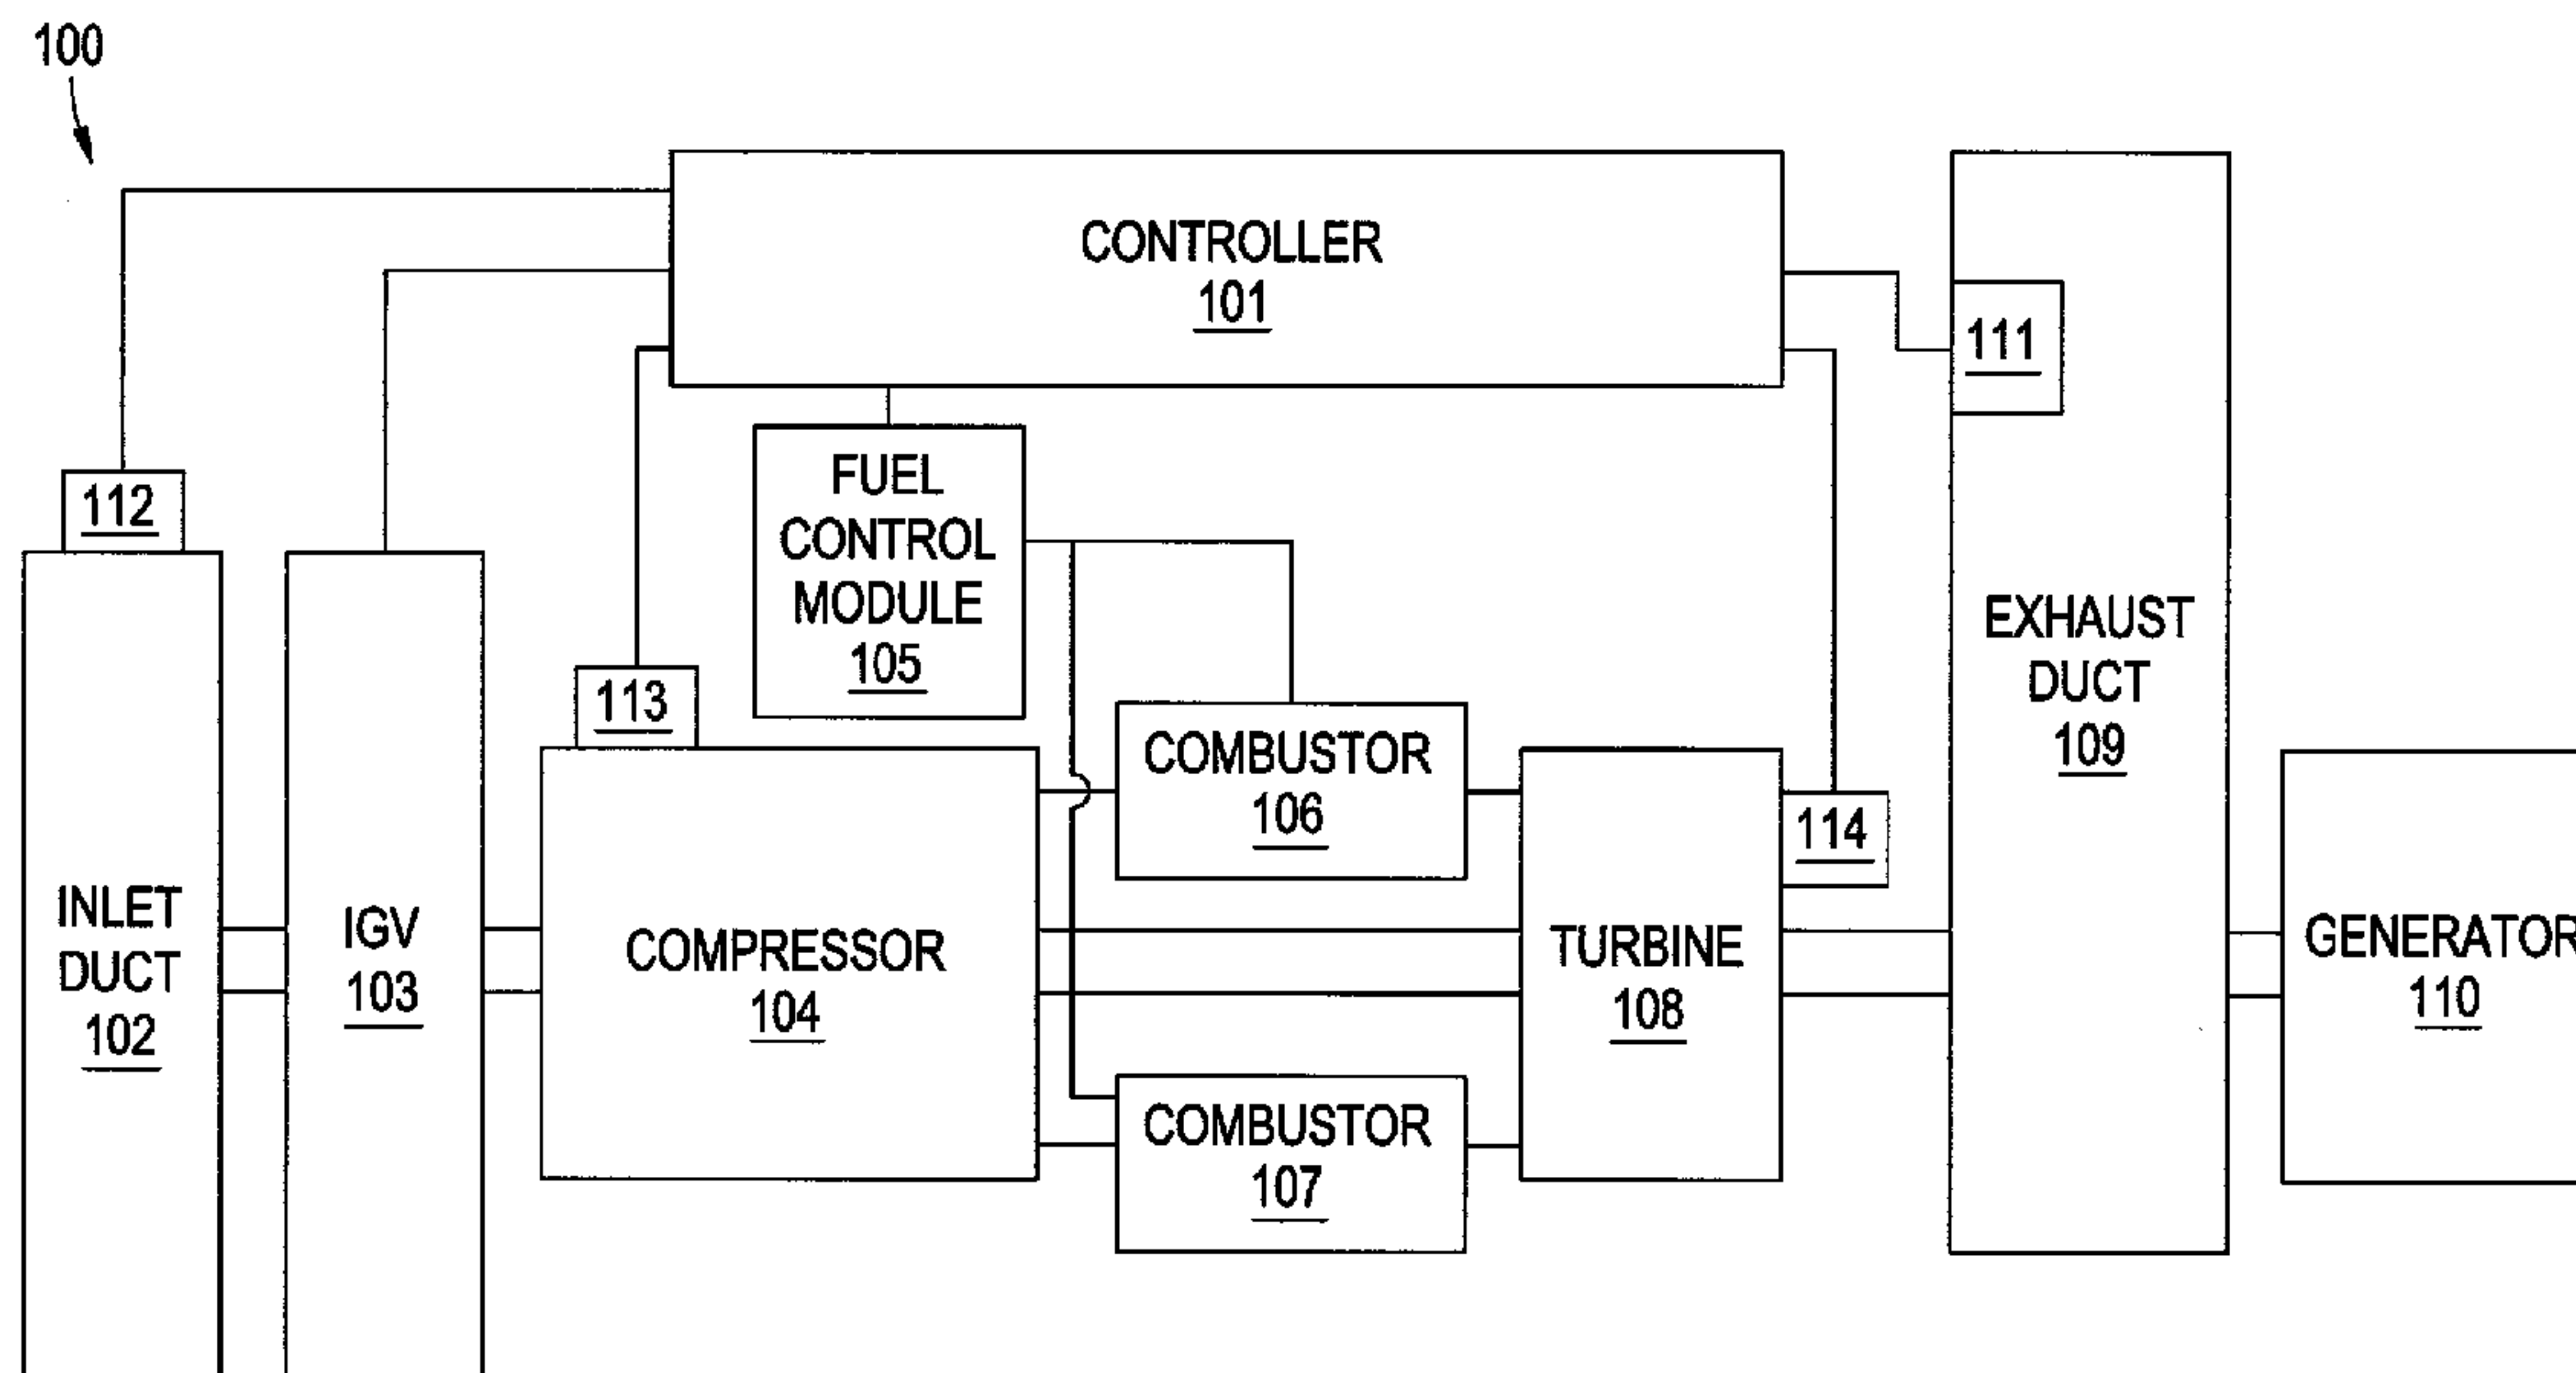 100
CONTROLLER
101
111
112
FUEL
CONTROL
MODULE
105
113
EXHAUST
DUCT
109
COMBUSTOR
106
114
INLET
DUCT
102
IGV
103
COMPRESSOR
104
TURBINE
108
GENERATOR
110
COMBUSTOR
107